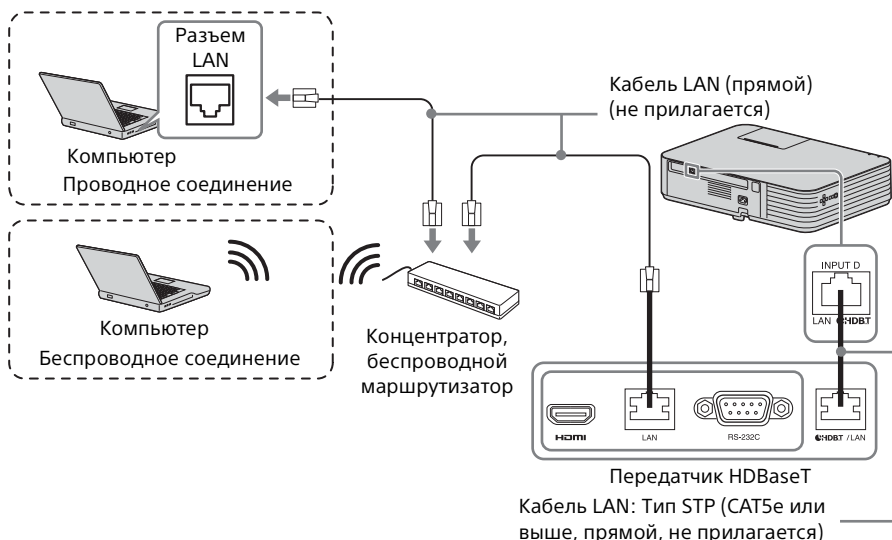 Разъем
LAN
Компьютер
Проводное соединение
Кабель LAN (прямой)
(не прилагается)
Компьютер
Беспроводное соединение
Концентратор,
беспроводной
маршрутизатор
INPUT D
LAN HDBT
HDMI
LAN
RS-232C
HDBT / LAN
Передатчик HDBaseT
Кабель LAN: Тип STP (CAT5e или
выше, прямой, не прилагается)